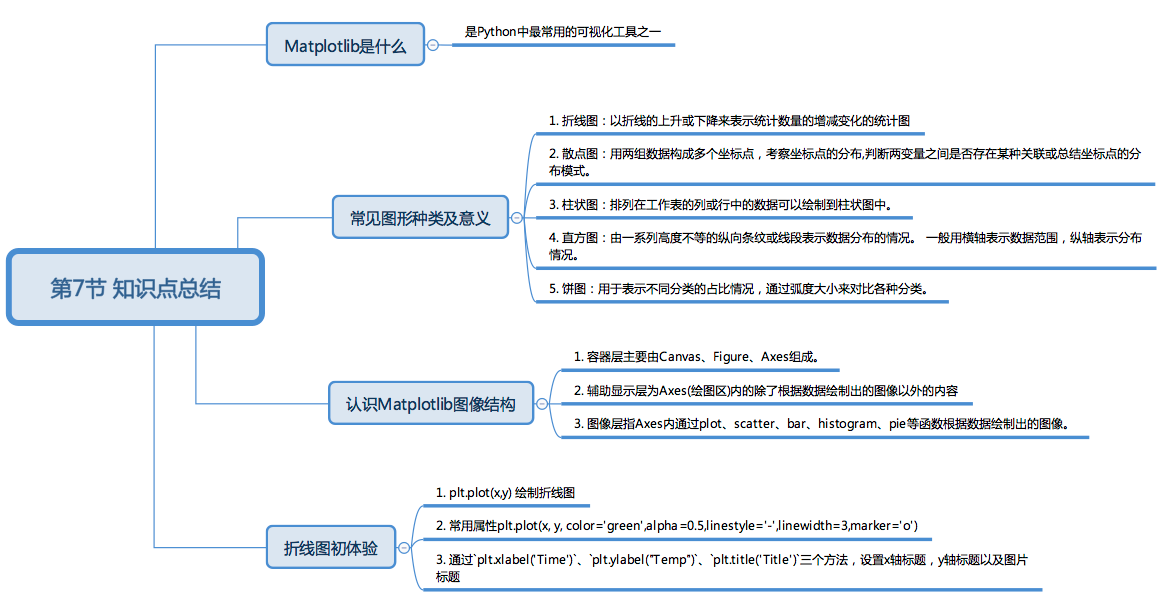 Matplotlib是什么
是Python中最常用的可视化工具之一
第7节 知识点总结
常见图形种类及意义
1. 折线图：以折线的上升或下降来表示统计数量的增减变化的统计图
2. 散点图：用两组数据构成多个坐标点，考察坐标点的分布,判断两变量之间是否存在某种关联或总结坐标点的分
布模式。
3. 柱状图：排列在工作表的列或行中的数据可以绘制到柱状图中。
4. 直方图：由一系列高度不等的纵向条纹或线段表示数据分布的情况。 一般用横轴表示数据范围，纵轴表示分布
情况。
5. 饼图：用于表示不同分类的占比情况，通过弧度大小来对比各种分类。
认识Matplotlib图像结构
1. 容器层主要由Canvas、Figure、Axes组成。
2. 辅助显示层为Axes(绘图区)内的除了根据数据绘制出的图像以外的内容
3. 图像层指Axes内通过plot、scatter、bar、histogram、pie等函数根据数据绘制出的图像。
折线图初体验
1. plt.plot(x,y) 绘制折线图
2. 常用属性plt.plot(x, y, color='green',alpha=0.5,linestyle='-',linewidth=3,marker='o')
3. 通过`plt.xlabel('Time')`、`plt.ylabel("Temp")`、`plt.title('Title')`三个方法，设置x轴标题，y轴标题以及图片
标题